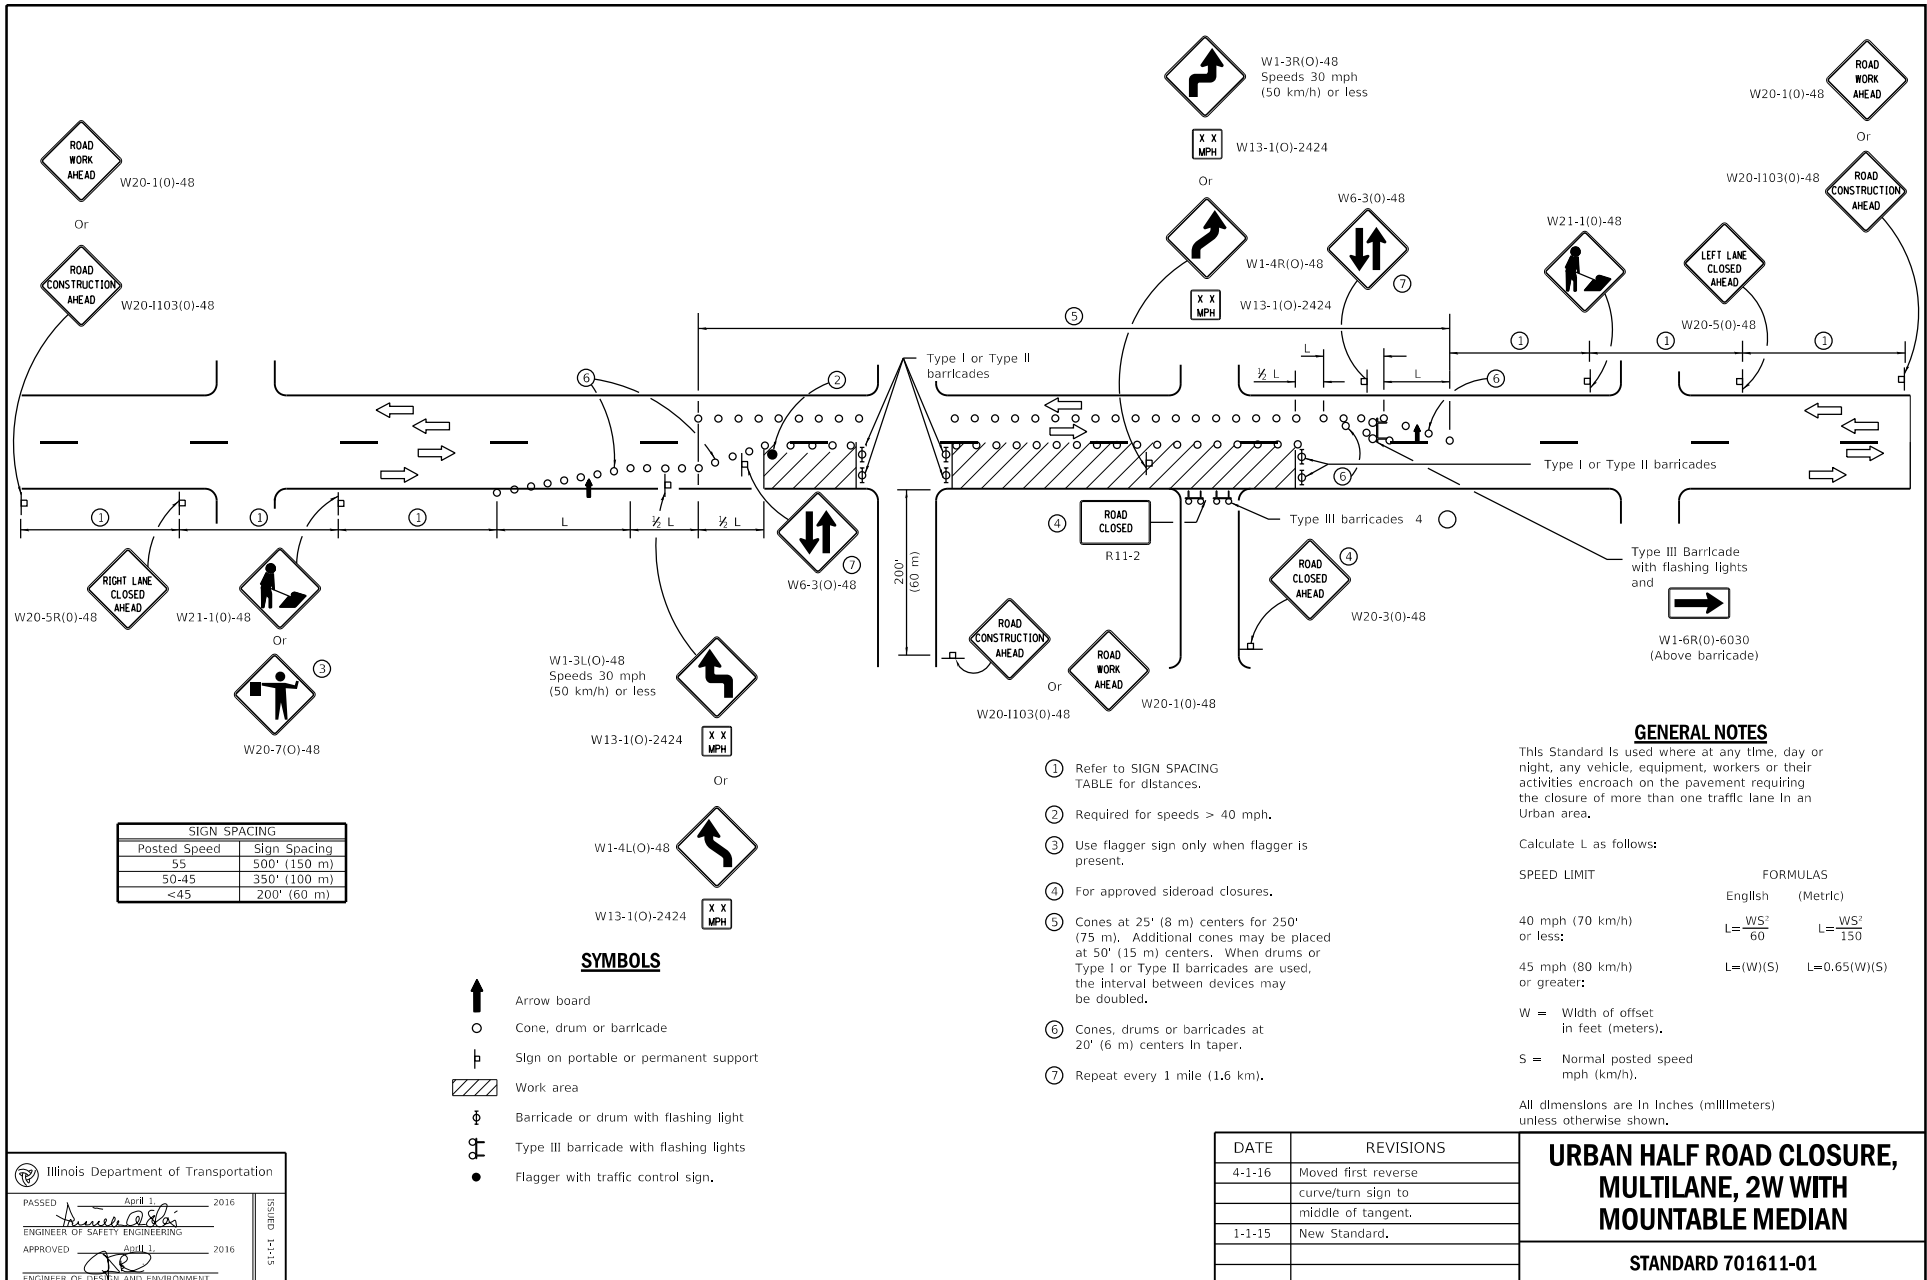 W1-3R(O)-48
Speeds 30 mph
(50 km/h) or less
X X
MPH
W13-1(O)-2424
Or
W1-4R(O)-48
X X
MPH
W13-1(O)-2424
W6-3(O)-48
7
W21-1(O)-48
LEFT LANE
CLOSED
AHEAD
W20-5(O)-48
ROAD
WORK
AHEAD
W20-1(O)-48
Or
ROAD
CONSTRUCTION
AHEAD
W20-I103(O)-48
ROAD
WORK
AHEAD
W20-1(O)-48
Or
ROAD
CONSTRUCTION
AHEAD
W20-I103(O)-48
5
1
1
1
L
½ L
L
6
6
2
Type I or Type II
barricades
Type I or Type II barricades
6
1
1
1
L
½ L
½ L
RIGHT LANE
CLOSED
AHEAD
W20-5R(O)-48
W21-1(O)-48
Or
3
W20-7(O)-48
W6-3(O)-48
7
200'
(60 m)
4
ROAD
CLOSED
R11-2
Type III barricades 4
ROAD
CLOSED
AHEAD
4
W20-3(O)-48
Type III Barricade
with flashing lights
and
W1-6R(O)-6030
(Above barricade)
ROAD
CONSTRUCTION
AHEAD
W20-I103(O)-48
Or
ROAD
WORK
AHEAD
W20-1(O)-48
W1-3L(O)-48
Speeds 30 mph
(50 km/h) or less
W13-1(O)-2424
X X
MPH
Or
W1-4L(O)-48
W13-1(O)-2424
X X
MPH
SIGN SPACING
Posted Speed Sign Spacing
55 500' (150 m)
50-45 350' (100 m)
<45 200' (60 m)
SYMBOLS
Arrow board
Cone, drum or barricade
Sign on portable or permanent support
Work area
Barricade or drum with flashing light
Type III barricade with flashing lights
Flagger with traffic control sign.
1 Refer to SIGN SPACING
TABLE for distances.
2 Required for speeds > 40 mph.
3 Use flagger sign only when flagger is
present.
4 For approved sideroad closures.
5 Cones at 25' (8 m) centers for 250'
(75 m). Additional cones may be placed
at 50' (15 m) centers. When drums or
Type I or Type II barricades are used,
the interval between devices may
be doubled.
6 Cones, drums or barricades at
20' (6 m) centers in taper.
7 Repeat every 1 mile (1.6 km).
GENERAL NOTES
This Standard is used where at any time, day or
night, any vehicle, equipment, workers or their
activities encroach on the pavement requiring
the closure of more than one traffic lane in an
Urban area.
Calculate L as follows:
SPEED LIMIT FORMULAS
English (Metric)
40 mph (70 km/h)
or less:
L=WS²/60 L=WS²/150
45 mph (80 km/h)
or greater:
L=(W)(S) L=0.65(W)(S)
W = Width of offset
in feet (meters).
S = Normal posted speed
mph (km/h).
All dimensions are in inches (millimeters)
unless otherwise shown.
DATE REVISIONS
4-1-16 Moved first reverse
curve/turn sign to
middle of tangent.
1-1-15 New Standard.
URBAN HALF ROAD CLOSURE,
MULTILANE, 2W WITH
MOUNTABLE MEDIAN
STANDARD 701611-01
Illinois Department of Transportation
PASSED April 1, 2016
ENGINEER OF SAFETY ENGINEERING
APPROVED April 1, 2016
ENGINEER OF DESIGN AND ENVIRONMENT
ISSUED 1-1-15